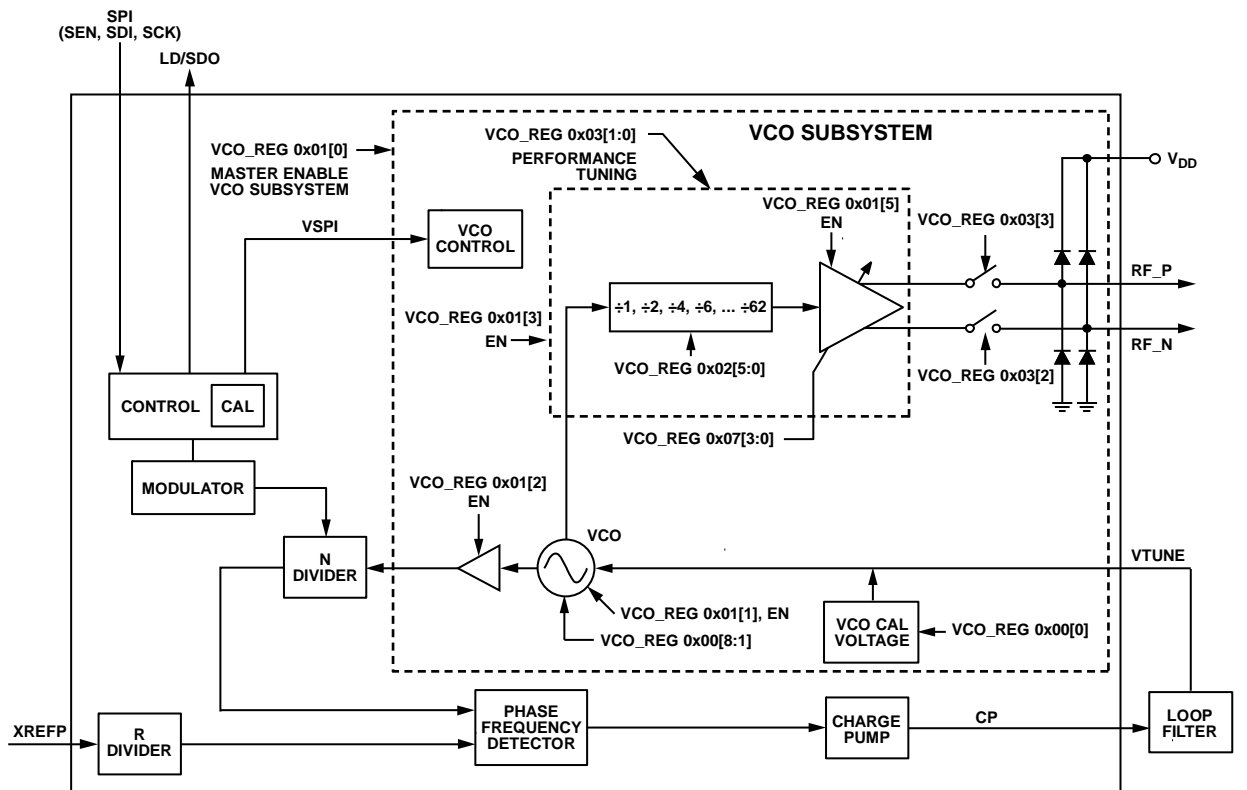 SPI
(SEN, SDI, SCK)
LD/SDO
VCO_REG 0x01[0]
MASTER ENABLE
VCO SUBSYSTEM
VCO_REG 0x03[1:0]
PERFORMANCE
TUNING
VCO SUBSYSTEM
VDD
VSPI
VCO
CONTROL
VCO_REG 0x01[5]
EN
VCO_REG 0x03[3]
RF_P
VCO_REG 0x01[3]
EN
÷1, ÷2, ÷4, ÷6, ... ÷62
VCO_REG 0x02[5:0]
RF_N
VCO_REG 0x03[2]
CONTROL
CAL
VCO_REG 0x07[3:0]
MODULATOR
VCO_REG 0x01[2]
EN
VCO
N
DIVIDER
VTUNE
VCO_REG 0x01[1], EN
VCO_REG 0x00[8:1]
VCO CAL
VOLTAGE
VCO_REG 0x00[0]
XREFP
R
DIVIDER
PHASE
FREQUENCY
DETECTOR
CHARGE
PUMP
CP
LOOP
FILTER